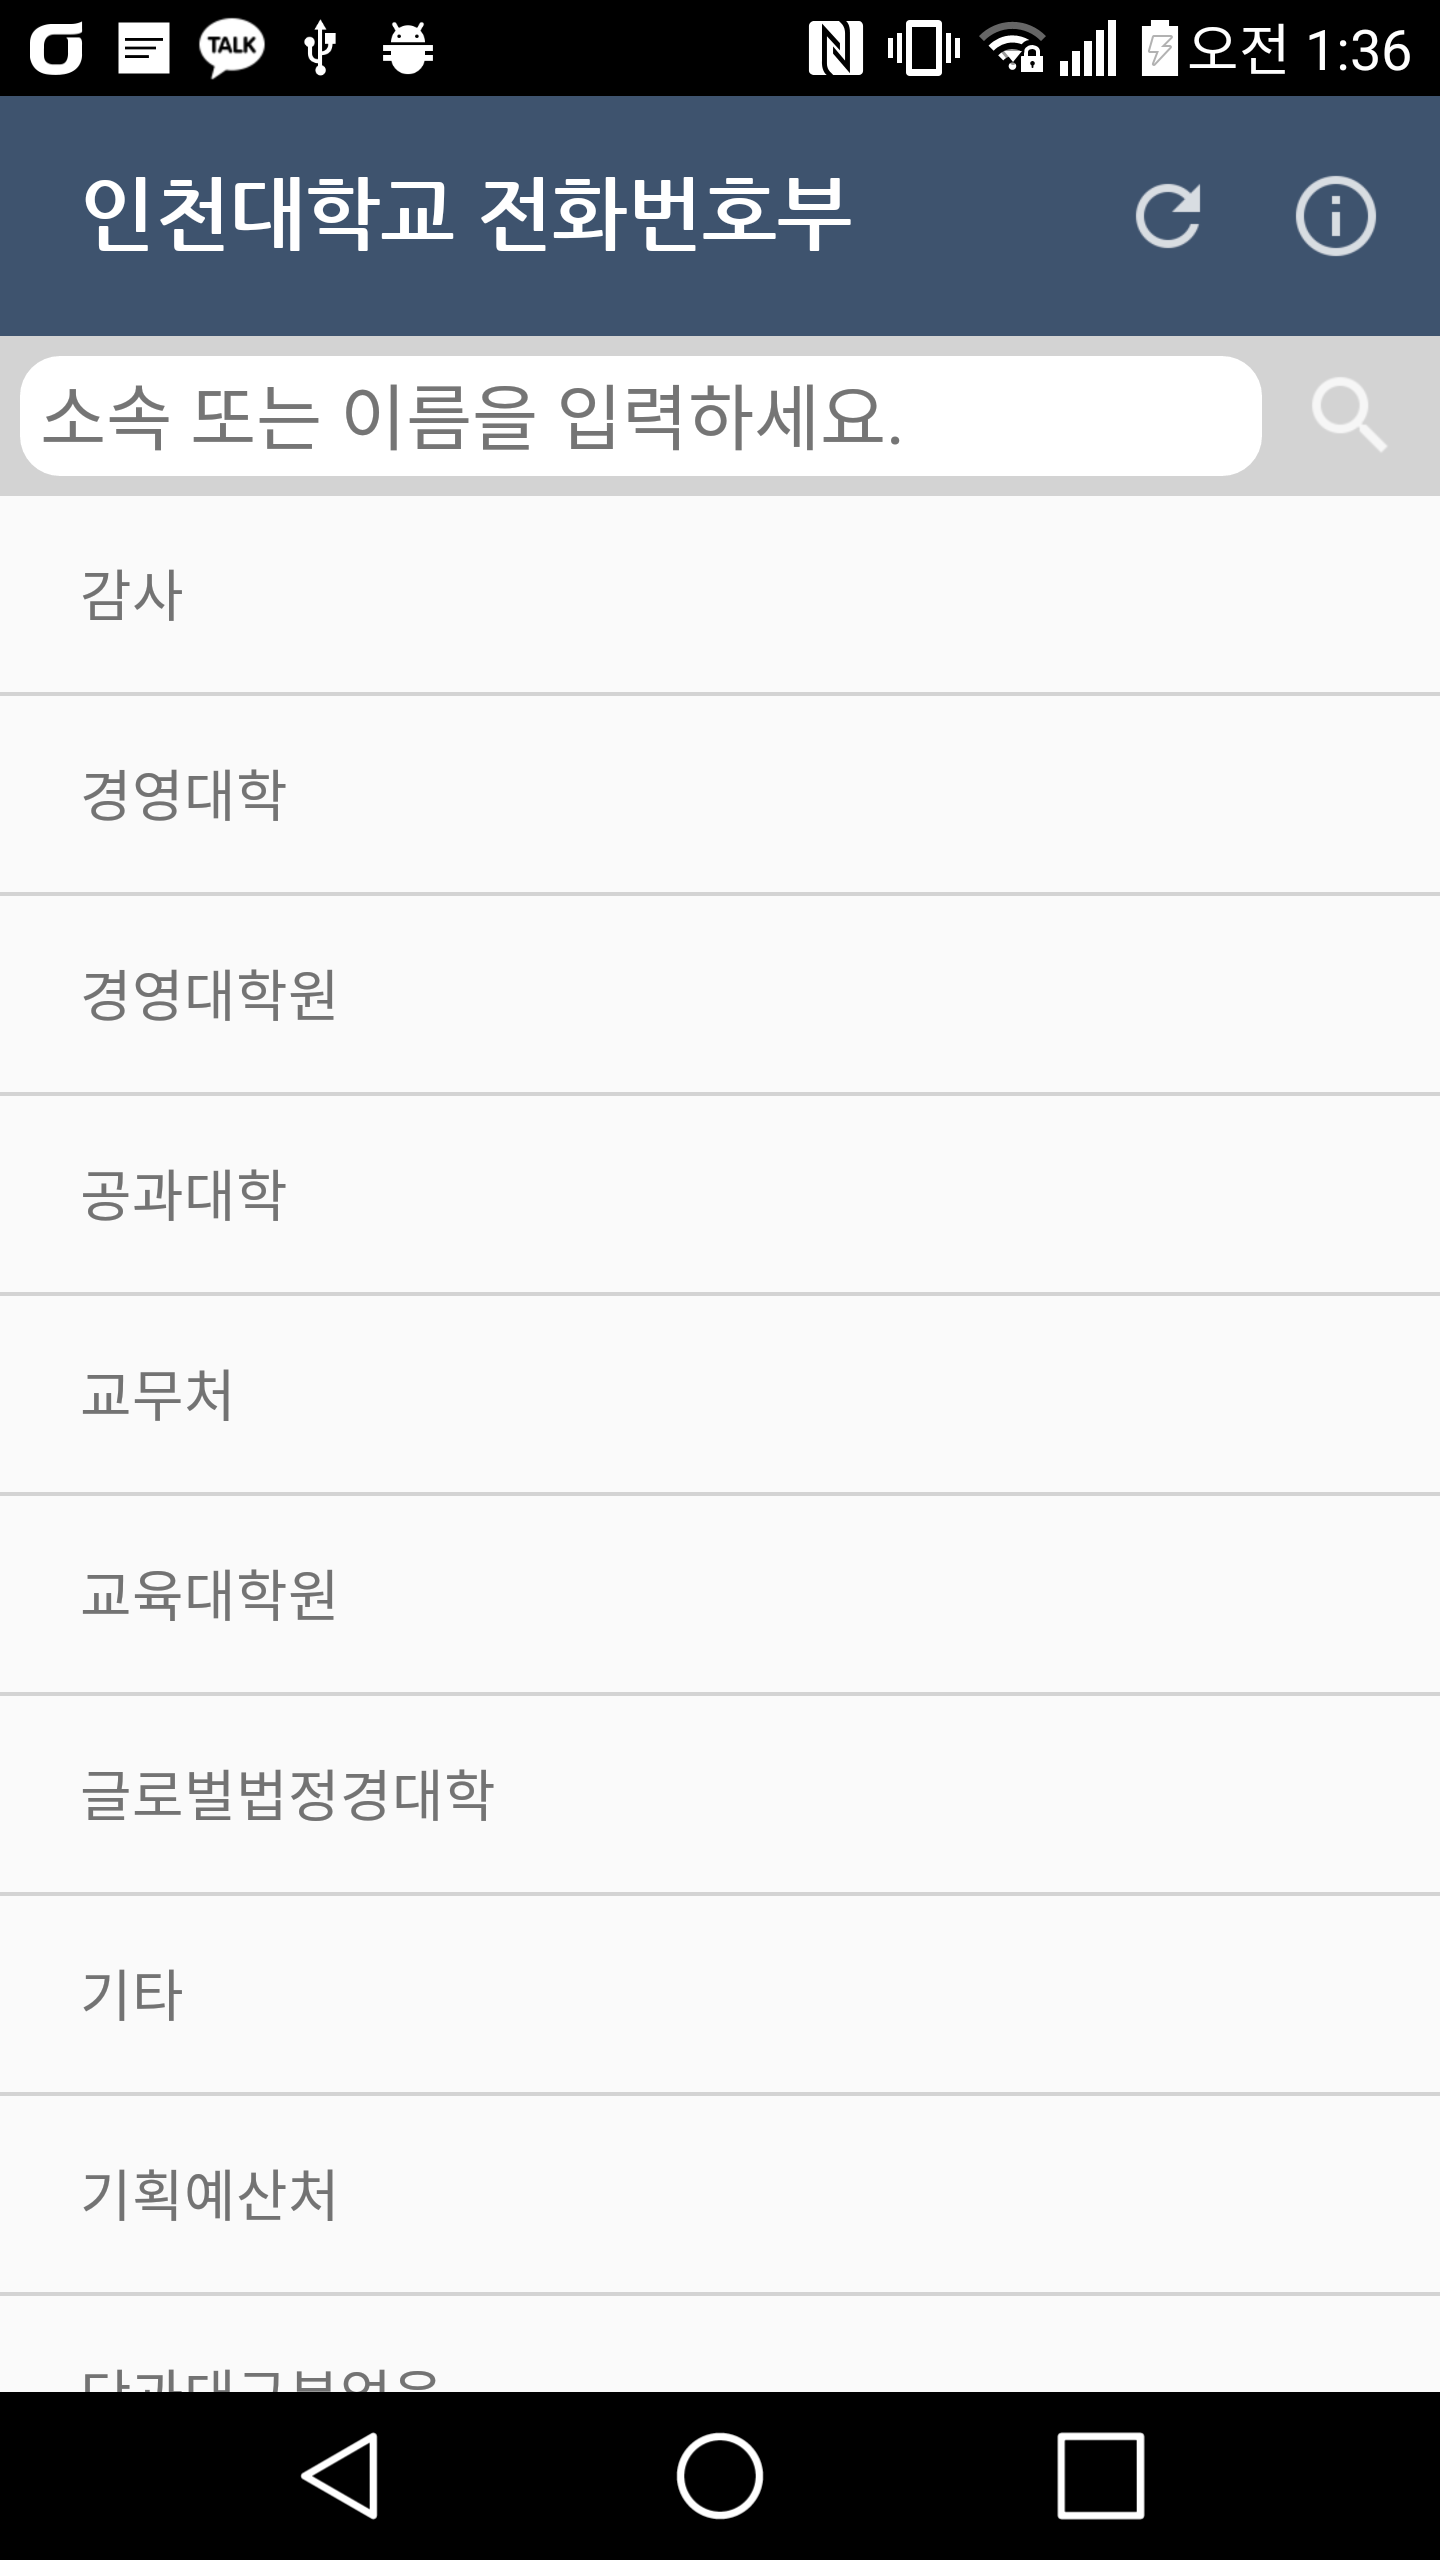 TALK
오전 1:36
인천대학교 전화번호부
소속 또는 이름을 입력하세요.
감사
경영대학
경영대학원
공과대학
교무처
교육대학원
글로벌법정경대학
기타
기획예산처